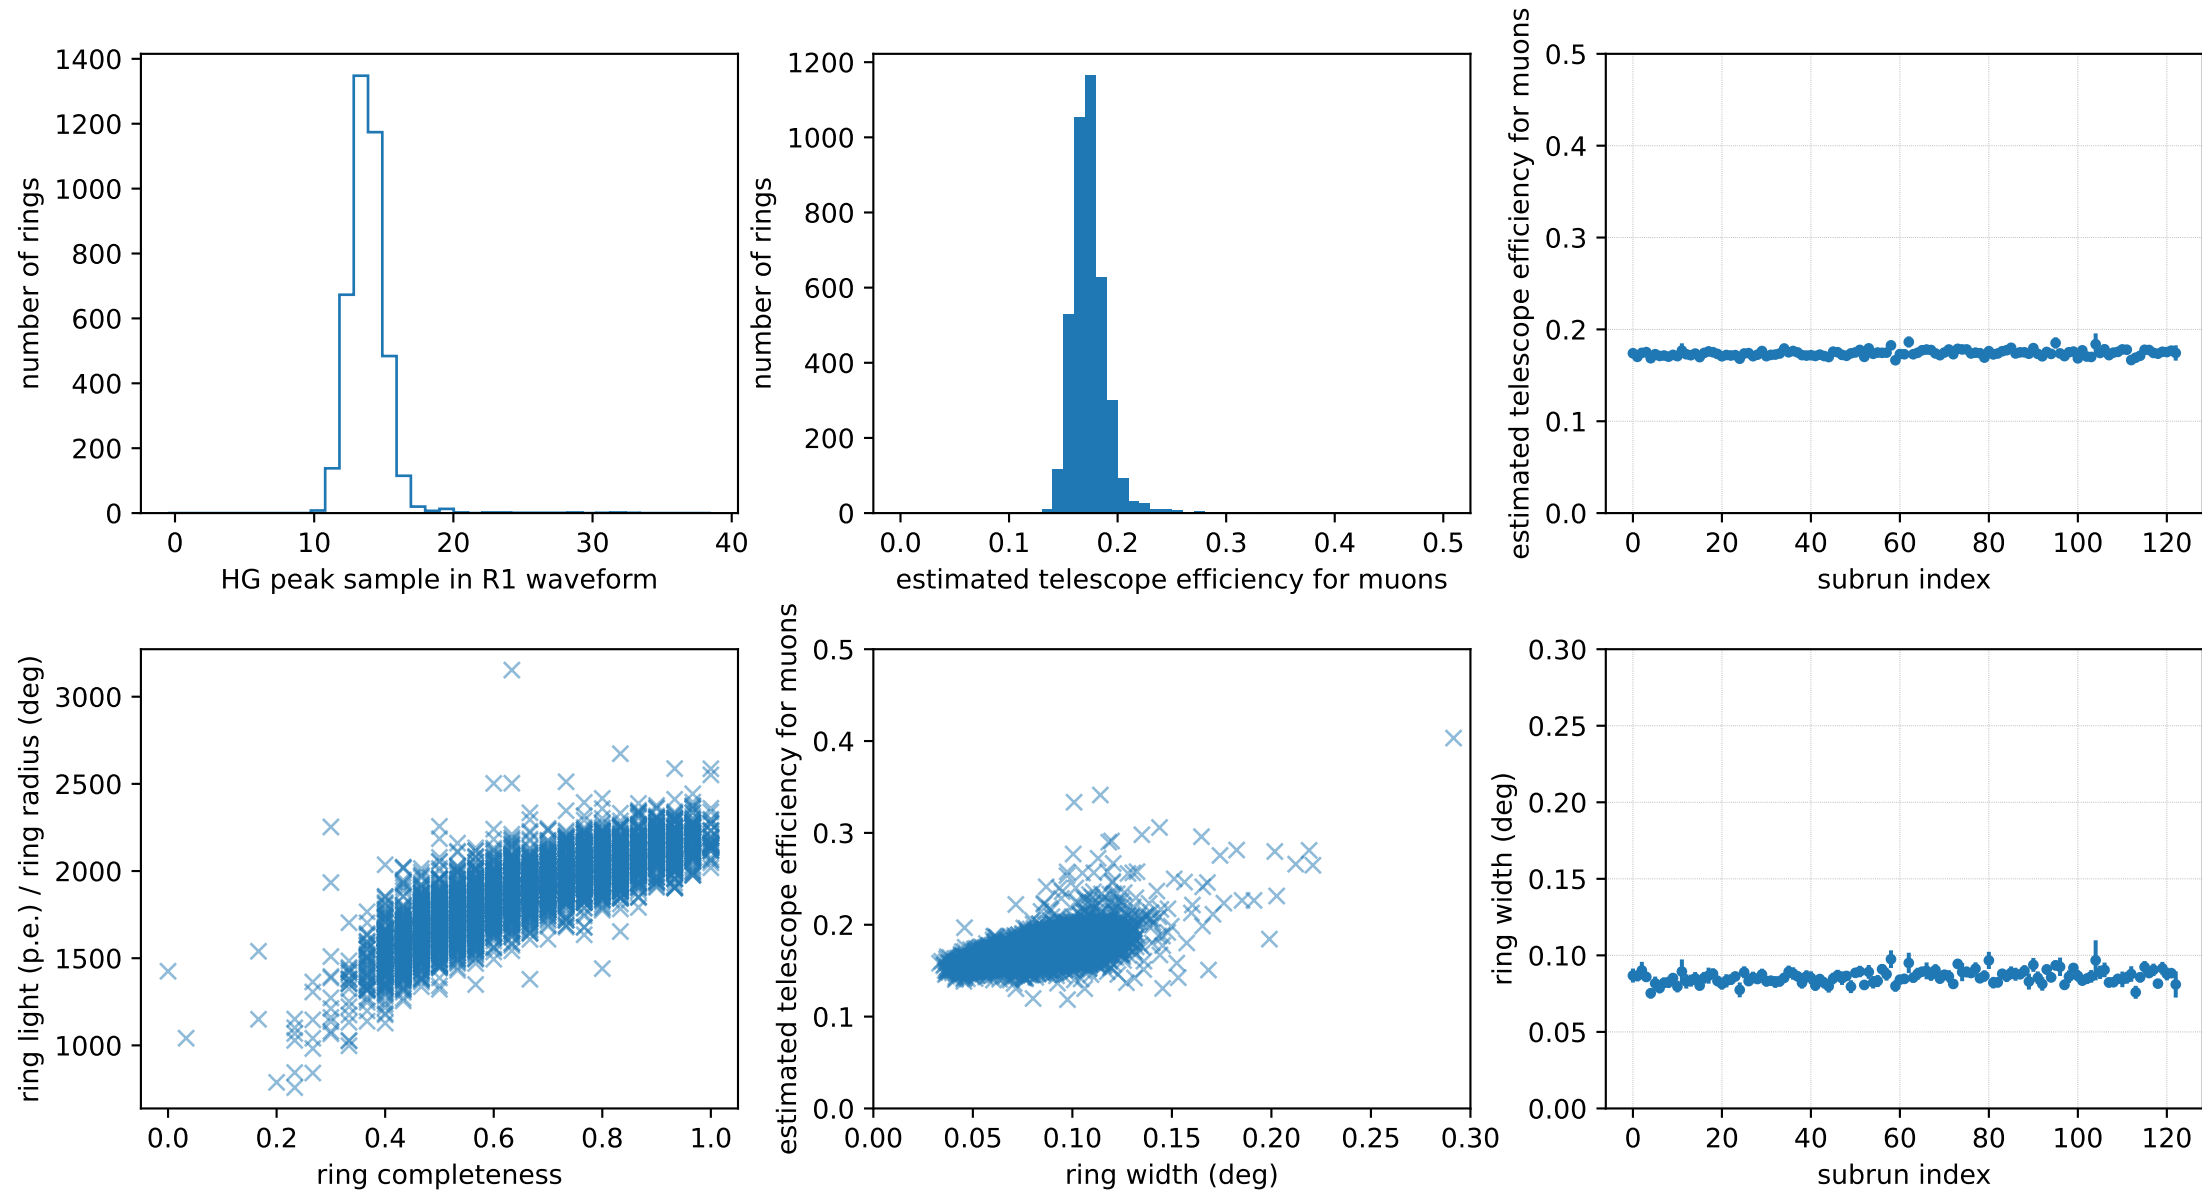 1400
1200
1000
800
600
400
200
0
number of rings
0 10 20 30 40
HG peak sample in R1 waveform
1200
1000
800
600
400
200
0
number of rings
0.0 0.1 0.2 0.3 0.4 0.5
estimated telescope efficiency for muons
0.5
0.4
0.3
0.2
0.1
0.0
estimated telescope efficiency for muons
0 20 40 60 80 100 120
subrun index
3000
2500
2000
1500
1000
ring light (p.e.) / ring radius (deg)
0.0 0.2 0.4 0.6 0.8 1.0
ring completeness
0.5
0.4
0.3
0.2
0.1
0.0
estimated telescope efficiency for muons
0.00 0.05 0.10 0.15 0.20 0.25 0.30
ring width (deg)
0.30
0.25
0.20
0.15
0.10
0.05
0.00
ring width (deg)
0 20 40 60 80 100 120
subrun index